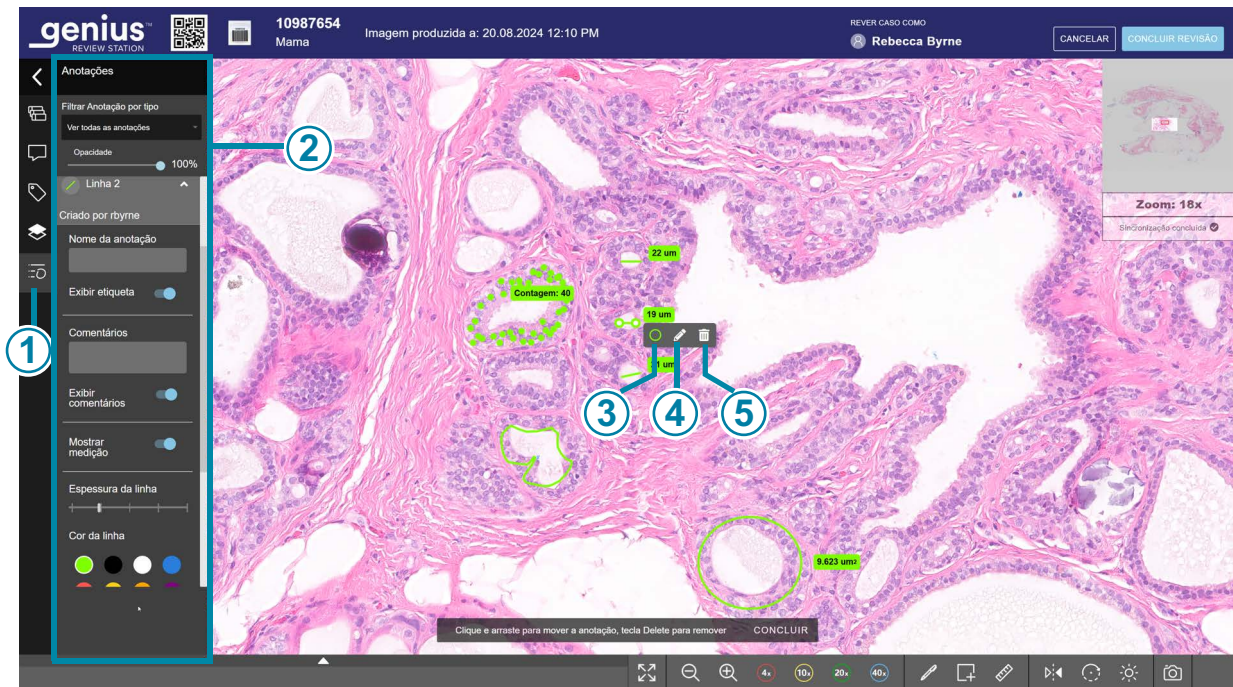 genius™
REVIEW STATION
10987654
Mama
Imagem produzida a: 20.08.2024 12:10 PM
REVER CASO COMO
Rebecca Byrne
CANCELAR
CONCLUIR REVISÃO
Anotações
Filtrar Anotação por tipo
Ver todas as anotações
Opacidade
100%
Linha 2
Criado por rbyrne
Nome da anotação
Exibir etiqueta
Comentários
Exibir
comentários
Mostrar
medição
Espessura da linha
Cor da linha
1
2
22 um
Contagem: 40
19 um
3
4
5
9.623 um2
Zoom: 18x
Sincronização concluída
Clique e arraste para mover a anotação, tecla Delete para remover
CONCLUIR
4x
10x
20x
40x